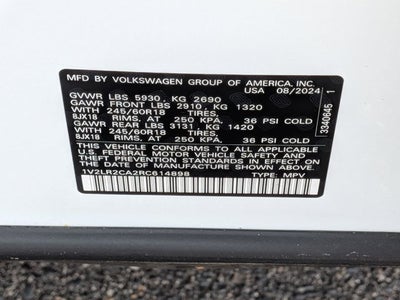 MFD BY VOLKSWAGEN GROUP OF AMERICA, INC.
USA 08/2024
GVWR LBS 5930, KG 2690
GAWR FRONT LBS 2910, KG 1320
WITH 245/60R18
8JX18 RIMS, AT 250 KPA, 36 PSI COLD
GAWR REAR LBS 3131, KG 1420
WITH 245/60R18
8JX18 RIMS, AT 250 KPA, 36 PSI COLD
THIS VEHICLE CONFORMS TO ALL APPLICABLE
U.S. FEDERAL MOTOR VEHICLE SAFETY AND
THEFT PREVENTION STANDARDS IN EFFECT ON THE
DATE OF MANUFACTURE SHOWN ABOVE.
1V2LR2CA2RC614898 TYPE: MPV
3340645 1